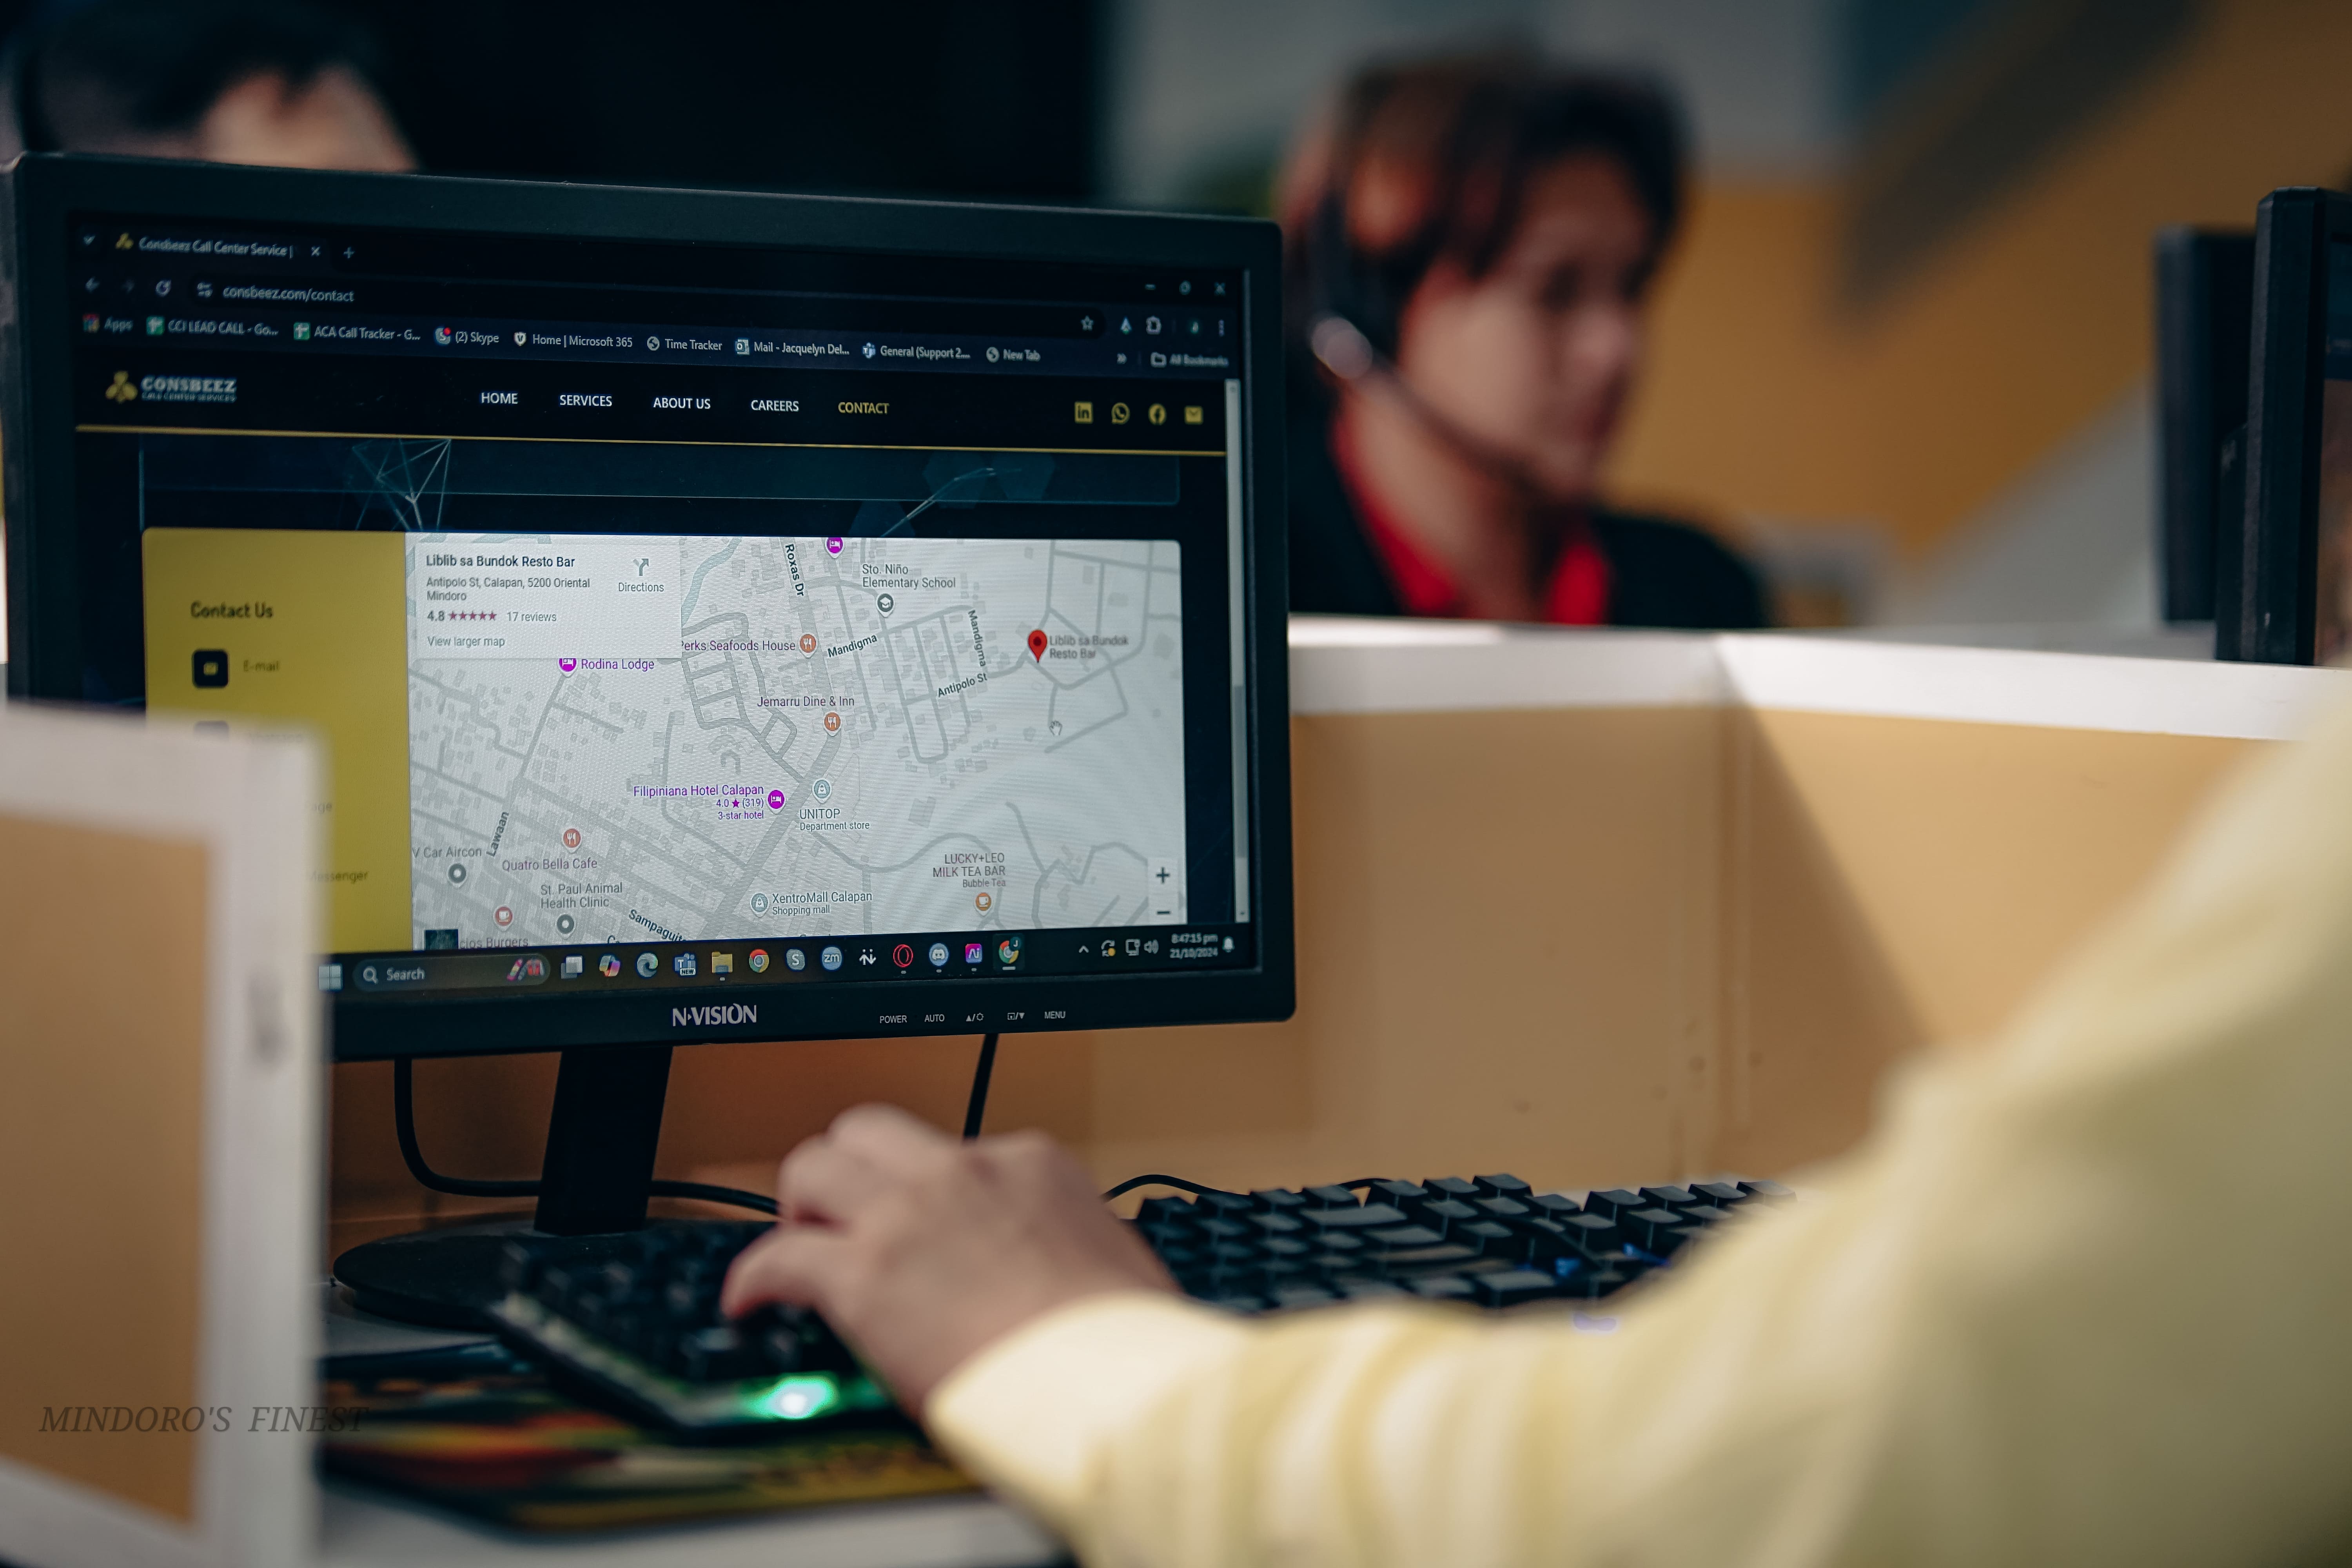 Consbeez Call Center Service |
consbeez.com/contact
Apps
CCI LEAD CALL - Go...
ACA Call Tracker - G...
(2) Skype
Home | Microsoft 365
Time Tracker
Mail - Jacquelyn Del...
General (Support 2...
New Tab
All Bookmarks
CONSBEEZ
CALL CENTER SERVICES
HOME
SERVICES
ABOUT US
CAREERS
CONTACT
Contact Us
E-mail
Messenger
Liblib sa Bundok Resto Bar
Antipolo St, Calapan, 5200 Oriental
Mindoro
4.8 ★★★★★ 17 reviews
View larger map
Directions
Roxas Dr
Sto. Niño
Elementary School
Perks Seafoods House
Mandigma
Mandigma
Liblib sa Bundok
Resto Bar
Rodina Lodge
Antipolo St
Jemarru Dine & Inn
Filipiniana Hotel Calapan
4.0 ★ (319)
3-star hotel
UNITOP
Department store
Lawaan
V Car Aircon
Quatro Bella Cafe
LUCKY+LEO
MILK TEA BAR
Bubble Tea
St. Paul Animal
Health Clinic
XentroMall Calapan
Shopping mall
Sampaguita
Burgers
Search
8:47:15 pm
21/10/2024
N-VISION
POWER
AUTO
MENU
MINDORO'S FINEST